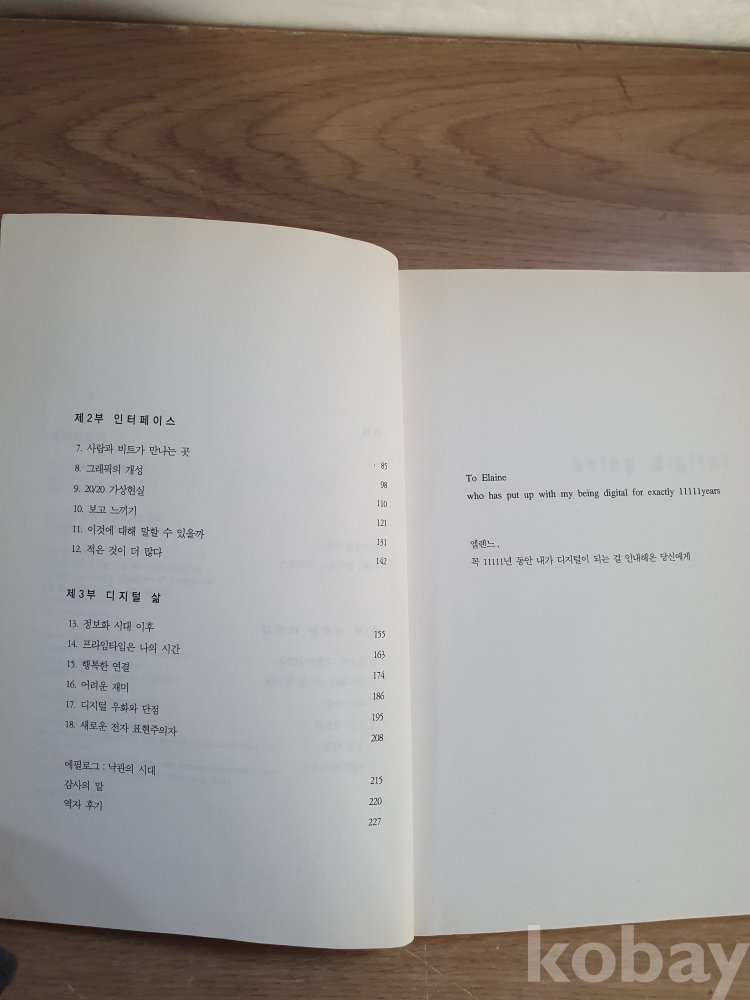 제2부 인터페이스
7. 사람과 비트가 만나는 곳 85
8. 그래픽의 개성 98
9. 20/20 가상현실 110
10. 보고 느끼기 121
11. 이것에 대해 말할 수 있을까 131
12. 적은 것이 더 많다 142
제3부 디지털 삶
13. 정보화 시대 이후 155
14. 프라임타임은 나의 시간 163
15. 행복한 연결 174
16. 어려운 재미 186
17. 디지털 우화와 단점 195
18. 새로운 전자 표현주의자 208
에필로그 : 낙관의 시대 215
감사의 말 220
역자 후기 227
being digital
To Elaine
who has put up with my being digital for exactly 11111years
엘렌느,
꼭 11111년 동안 내가 디지털이 되는 걸 인내해온 당신에게
kobay